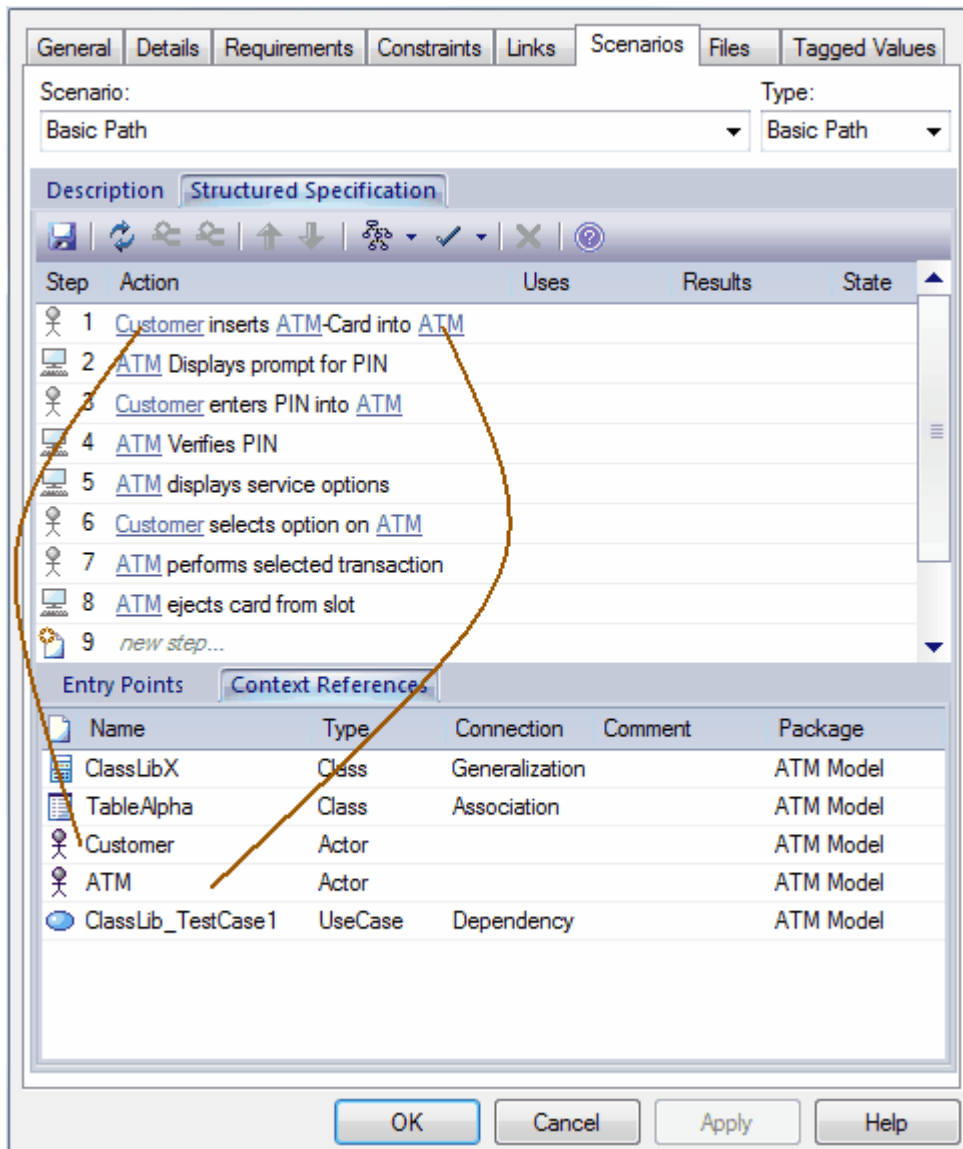 General Details Requirements Constraints Links Scenarios Files Tagged Values
Scenario: Type:
Basic Path Basic Path
Description Structured Specification
Step Action Uses Results State
1 Customer inserts ATM-Card into ATM
2 ATM Displays prompt for PIN
3 Customer enters PIN into ATM
4 ATM Verifies PIN
5 ATM displays service options
6 Customer selects option on ATM
7 ATM performs selected transaction
8 ATM ejects card from slot
9 new step...
Entry Points Context References
Name Type Connection Comment Package
ClassLibX Class Generalization ATM Model
TableAlpha Class Association ATM Model
Customer Actor ATM Model
ATM Actor ATM Model
ClassLib_TestCase1 UseCase Dependency ATM Model
OK Cancel Apply Help